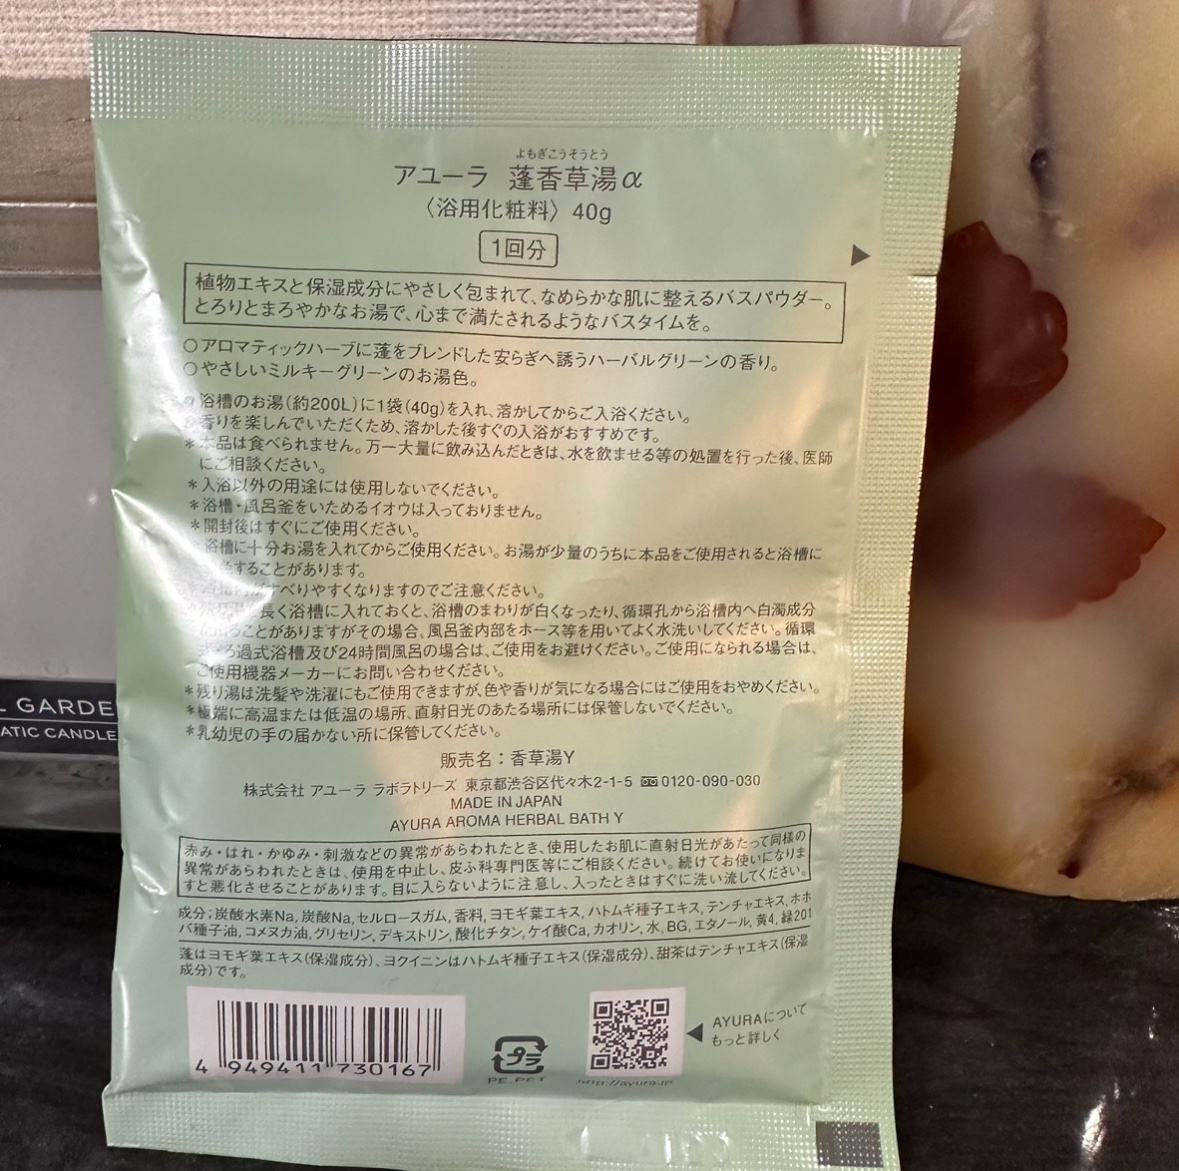 よもぎこうそうとう
アユーラ 蓬香草湯α
〈浴用化粧料〉 40g
1回分
植物エキスと保湿成分にやさしく包まれて、なめらかな肌に整えるバスパウダー。
とろりとまろやかなお湯で、心まで満たされるようなバスタイムを。
○アロマティックハーブに蓬をブレンドした安らぎへ誘うハーバルグリーンの香り。
○やさしいミルキーグリーンのお湯色。
浴槽のお湯(約200L)に1袋(40g)を入れ、溶かしてからご入浴ください。
香りを楽しんでいただくため、溶かした後すぐの入浴がおすすめです。
*本品は食べられません。万一大量に飲み込んだときは、水を飲ませる等の処置を行った後、医師
にご相談ください。
*入浴以外の用途には使用しないでください。
*浴槽・風呂釜をいためるイオウは入っておりません。
*開封後はすぐにご使用ください。
浴槽に十分お湯を入れてからご使用ください。お湯が少量のうちに本品をご使用されると浴槽に
することがあります。
すべりやすくなりますのでご注意ください。
長く浴槽に入れておくと、浴槽のまわりが白くなったり、循環孔から浴槽内へ白濁成分
ことがありますがその場合、風呂釜内部をホース等を用いてよく水洗いしてください。循環
ろ過式浴槽及び24時間風呂の場合は、ご使用をお避けください。ご使用になられる場合は、
ご使用機器メーカーにお問い合わせください。
*残り湯は洗髪や洗濯にもご使用できますが、色や香りが気になる場合にはご使用をおやめください。
*極端に高温または低温の場所、直射日光のあたる場所には保管しないでください。
*乳幼児の手の届かない所に保管してください。
販売名：香草湯Y
株式会社 アユーラ ラボラトリーズ 東京都渋谷区代々木2-1-5 0120-090-030
MADE IN JAPAN
AYURA AROMA HERBAL BATH Y
赤み・はれ・かゆみ・刺激などの異常があらわれたとき、使用したお肌に直射日光があたって同様の
異常があらわれたときは、使用を中止し、皮ふ科専門医等にご相談ください。続けてお使いになりま
すと悪化させることがあります。目に入らないように注意し、入ったときはすぐに洗い流してください。
成分；炭酸水素Na, 炭酸Na, セルロースガム, 香料, ヨモギ葉エキス, ハトムギ種子エキス, テンチャエキス, ホホ
バ種子油, コメヌカ油, グリセリン, デキストリン, 酸化チタン, ケイ酸Ca, カオリン, 水, BG, エタノール, 黄4, 緑201
蓬はヨモギ葉エキス(保湿成分)、ヨクイニンはハトムギ種子エキス(保湿成分)、甜茶はテンチャエキス(保湿
成分)です。
4 949411 730167
プラ
PE, PET
AYURAについて
もっと詳しく
http://ayura.jp
L GARDE
ATIC CANDLE